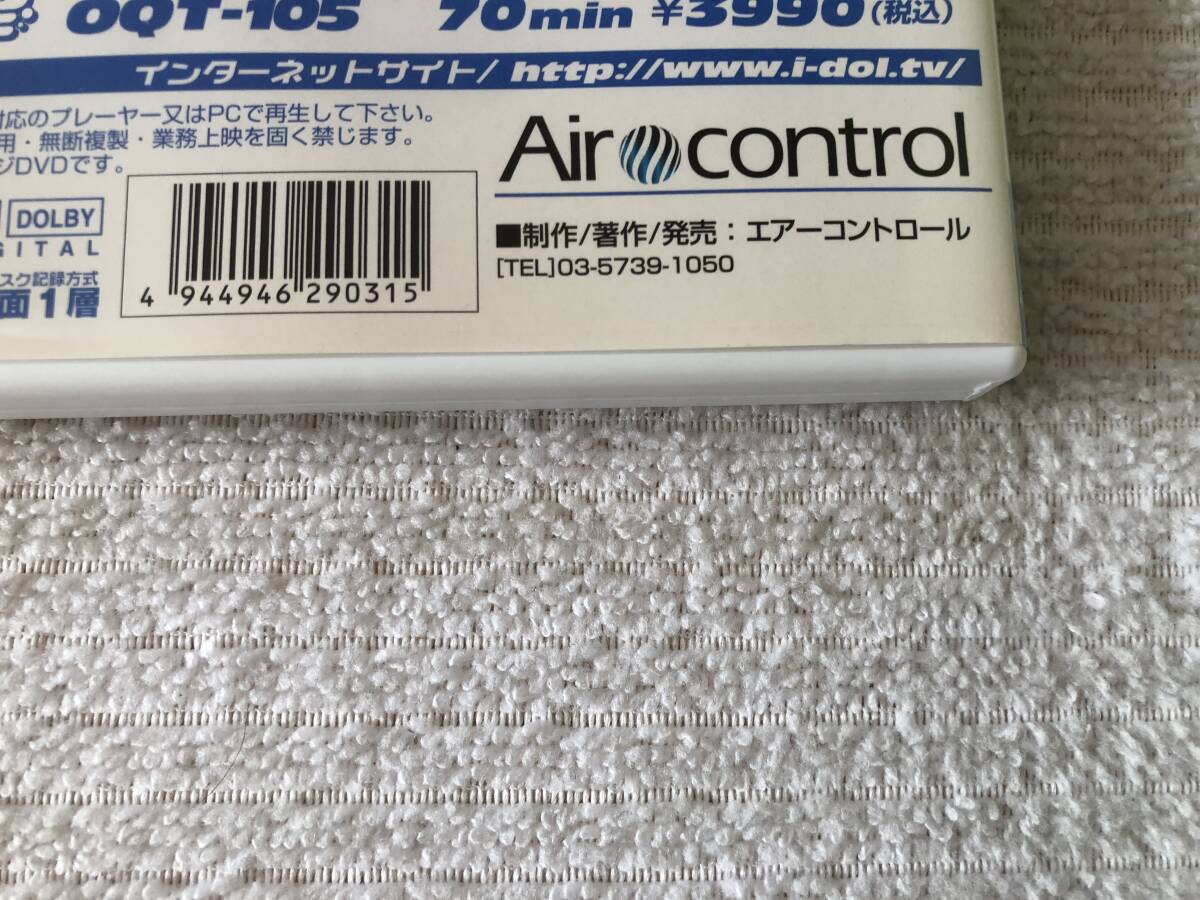 OQT-105 70min ¥3990(税込)
インターネットサイト/ http://www.i-dol.tv/
対応のプレーヤー又はPCで再生して下さい。
用・無断複製・業務上映を固く禁じます。
ジDVDです。
Air control
DOLBY
GITAL
スク記録方式
面1層
4 944946 290315
■制作/著作/発売:エアーコントロール
[TEL]03-5739-1050